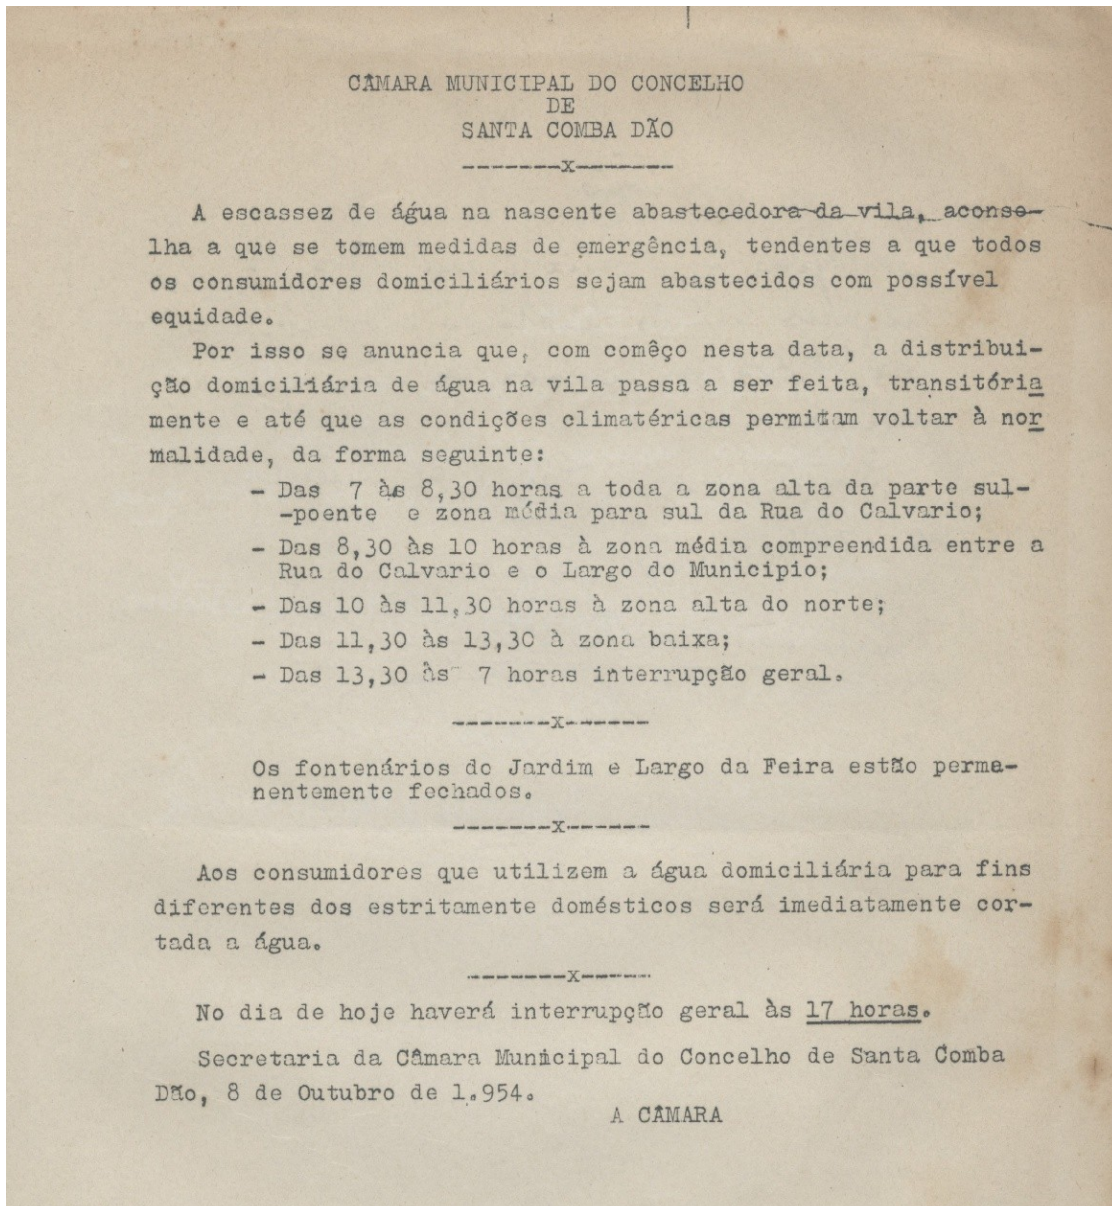 CÂMARA MUNICIPAL DO CONCELHO
DE
SANTA COMBA DÃO
-------x-------
A escassez de água na nascente abastecedora da vila, aconse-
lha a que se tomem medidas de emergência, tendentes a que todos
os consumidores domiciliários sejam abastecidos com possível
equidade.
Por isso se anuncia que, com comêço nesta data, a distribui-
ção domiciliária de água na vila passa a ser feita, transitória
mente e até que as condições climatéricas permitam voltar à nor
malidade, da forma seguinte:
- Das 7 às 8,30 horas a toda a zona alta da parte sul-
-poente e zona média para sul da Rua do Calvario;
- Das 8,30 às 10 horas à zona média compreendida entre a
Rua do Calvario e o Largo do Municipio;
- Das 10 às 11,30 horas à zona alta do norte;
- Das 11,30 às 13,30 à zona baixa;
- Das 13,30 às 7 horas interrupção geral.
-------x------
Os fontenários do Jardim e Largo da Feira estão perma-
nentemente fechados.
-------x------
Aos consumidores que utilizem a água domiciliária para fins
diferentes dos estritamente domésticos será imediatamente cor-
tada a água.
-------x-----
No dia de hoje haverá interrupção geral às 17 horas.
Secretaria da Câmara Municipal do Concelho de Santa Comba
Dão, 8 de Outubro de 1.954.
A CÂMARA